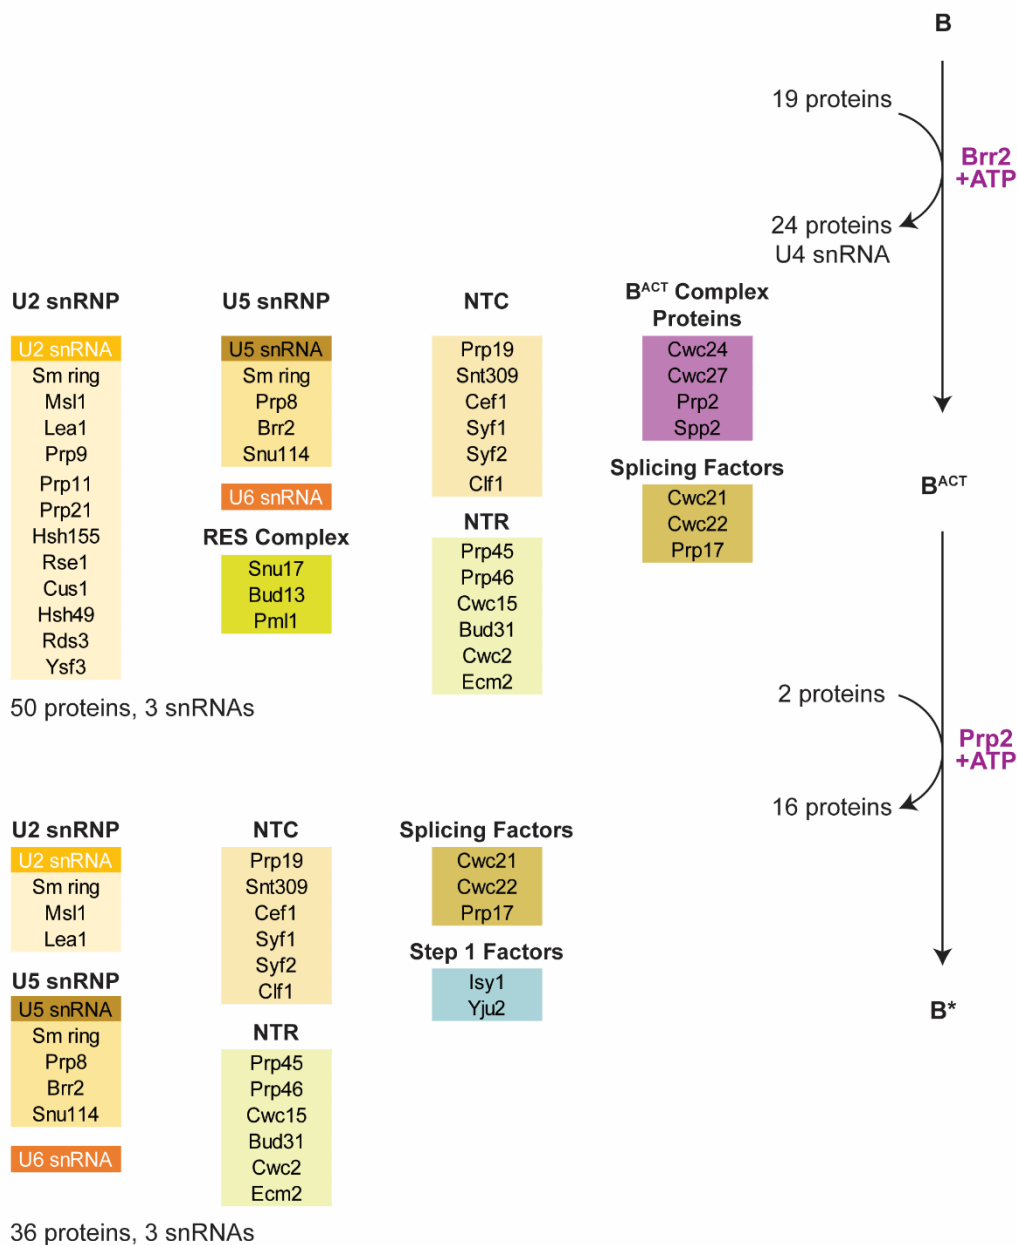 B
19 proteins
Brr2
+ATP
24 proteins
U4 snRNA
U2 snRNP
U2 snRNA
Sm ring
Msl1
Lea1
Prp9
Prp11
Prp21
Hsh155
Rse1
Cus1
Hsh49
Rds3
Ysf3
U5 snRNP
U5 snRNA
Sm ring
Prp8
Brr2
Snu114
U6 snRNA
RES Complex
Snu17
Bud13
Pml1
NTC
Prp19
Snt309
Cef1
Syf1
Syf2
Clf1
NTR
Prp45
Prp46
Cwc15
Bud31
Cwc2
Ecm2
B^ACT Complex
Proteins
Cwc24
Cwc27
Prp2
Spp2
Splicing Factors
Cwc21
Cwc22
Prp17
B^ACT
50 proteins, 3 snRNAs
2 proteins
Prp2
+ATP
16 proteins
U2 snRNP
U2 snRNA
Sm ring
Msl1
Lea1
U5 snRNP
U5 snRNA
Sm ring
Prp8
Brr2
Snu114
U6 snRNA
NTC
Prp19
Snt309
Cef1
Syf1
Syf2
Clf1
NTR
Prp45
Prp46
Cwc15
Bud31
Cwc2
Ecm2
Splicing Factors
Cwc21
Cwc22
Prp17
Step 1 Factors
Isy1
Yju2
B*
36 proteins, 3 snRNAs